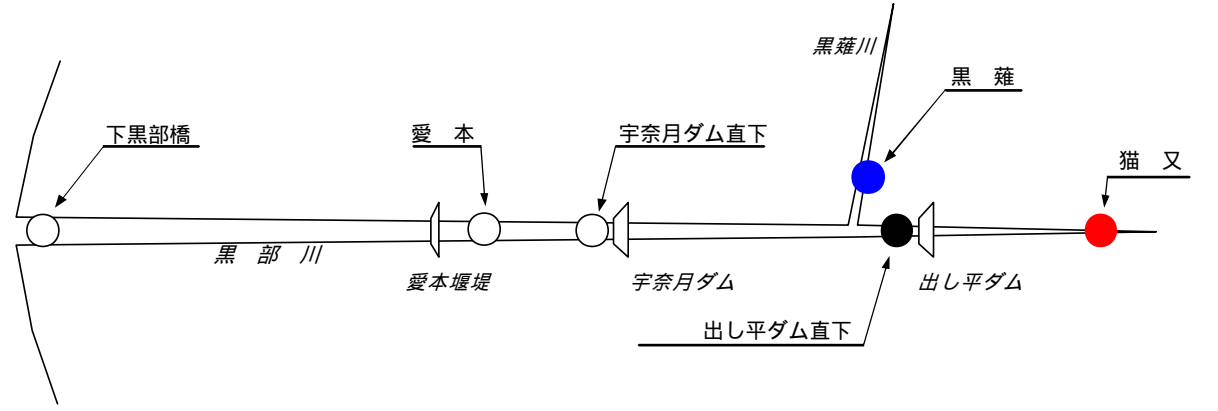 黒薙川
黒　薙
下黒部橋
愛　本
宇奈月ダム直下
猫　又
黒　部　川
愛本堰堤
宇奈月ダム
出し平ダム
出し平ダム直下